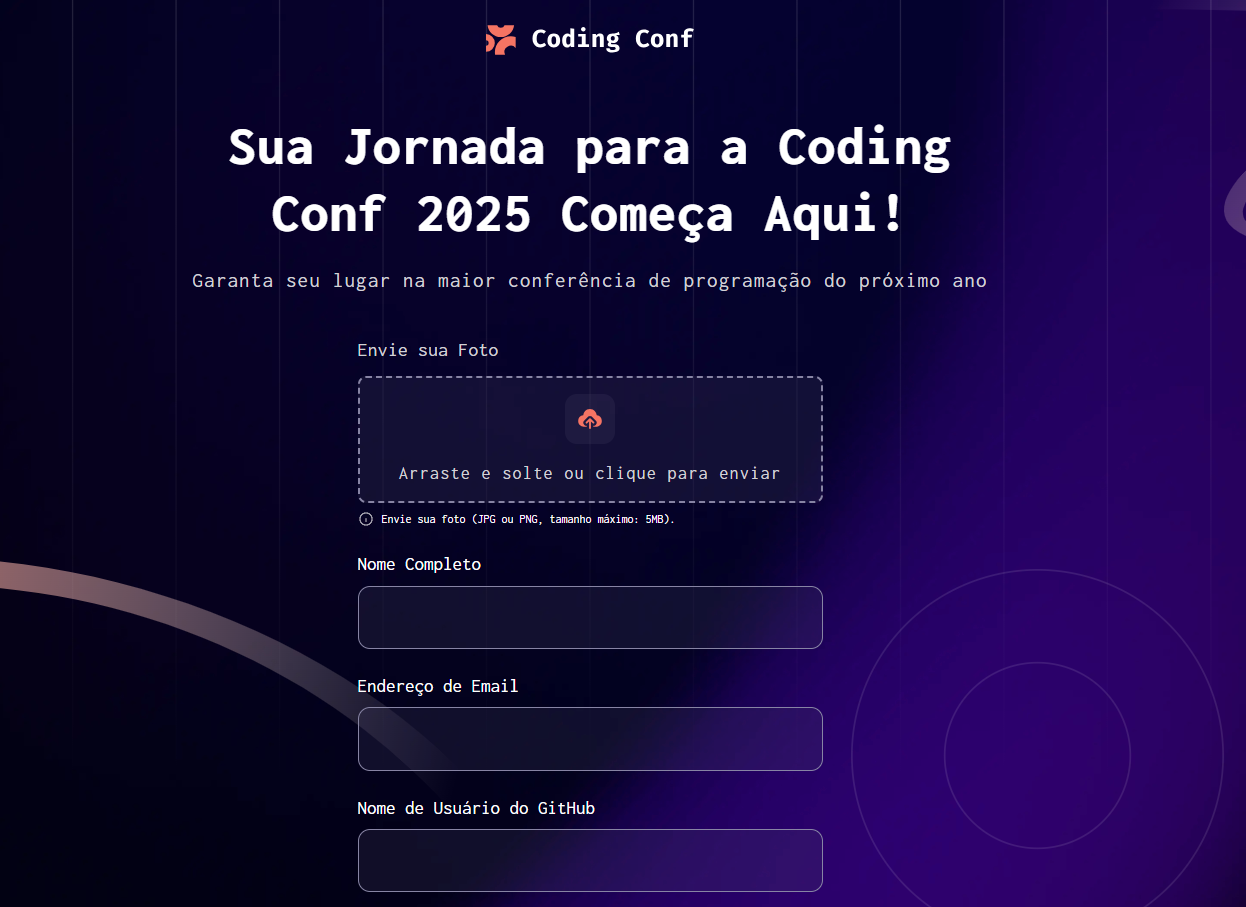 Coding Conf
Sua Jornada para a Coding
Conf 2025 Começa Aqui!
Garanta seu lugar na maior conferência de programação do próximo ano
Envie sua Foto
Arraste e solte ou clique para enviar
Envie sua foto (JPG ou PNG, tamanho máximo: 5MB).
Nome Completo
Endereço de Email
Nome de Usuário do GitHub